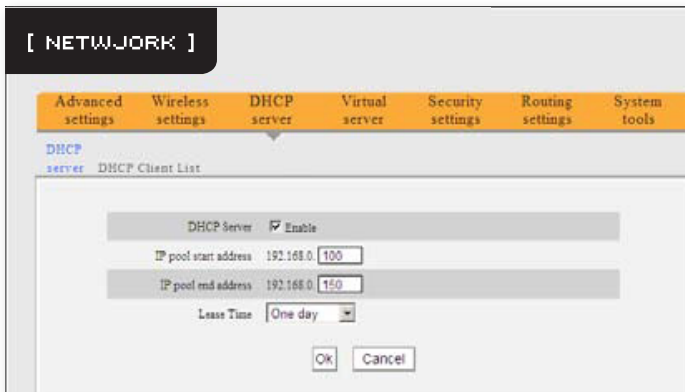 [ NETWJORK ]
Advanced settings
Wireless settings
DHCP server
Virtual server
Security settings
Routing settings
System tools
DHCP server
DHCP Client List
DHCP Server Enable
IP pool start address 192.168.0. 100
IP pool end address 192.168.0. 150
Lease Time One day
Ok Cancel